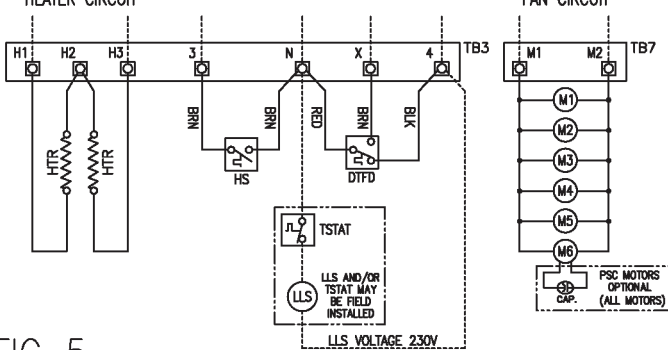 HEATER CIRCUIT
FAN CIRCUIT
H1 H2 H3 3 N X 4 TB3
M1 M2 TB7
BRN BRN RED BRN BLK
HTR HTR
HS
DTFD
M1
M2
M3
M4
M5
M6
TSTAT
LLS
LLS AND/OR
TSTAT MAY
BE FIELD
INSTALLED
CAP.
PSC MOTORS
OPTIONAL
(ALL MOTORS)
LLS VOLTAGE 230V
FIG. 5